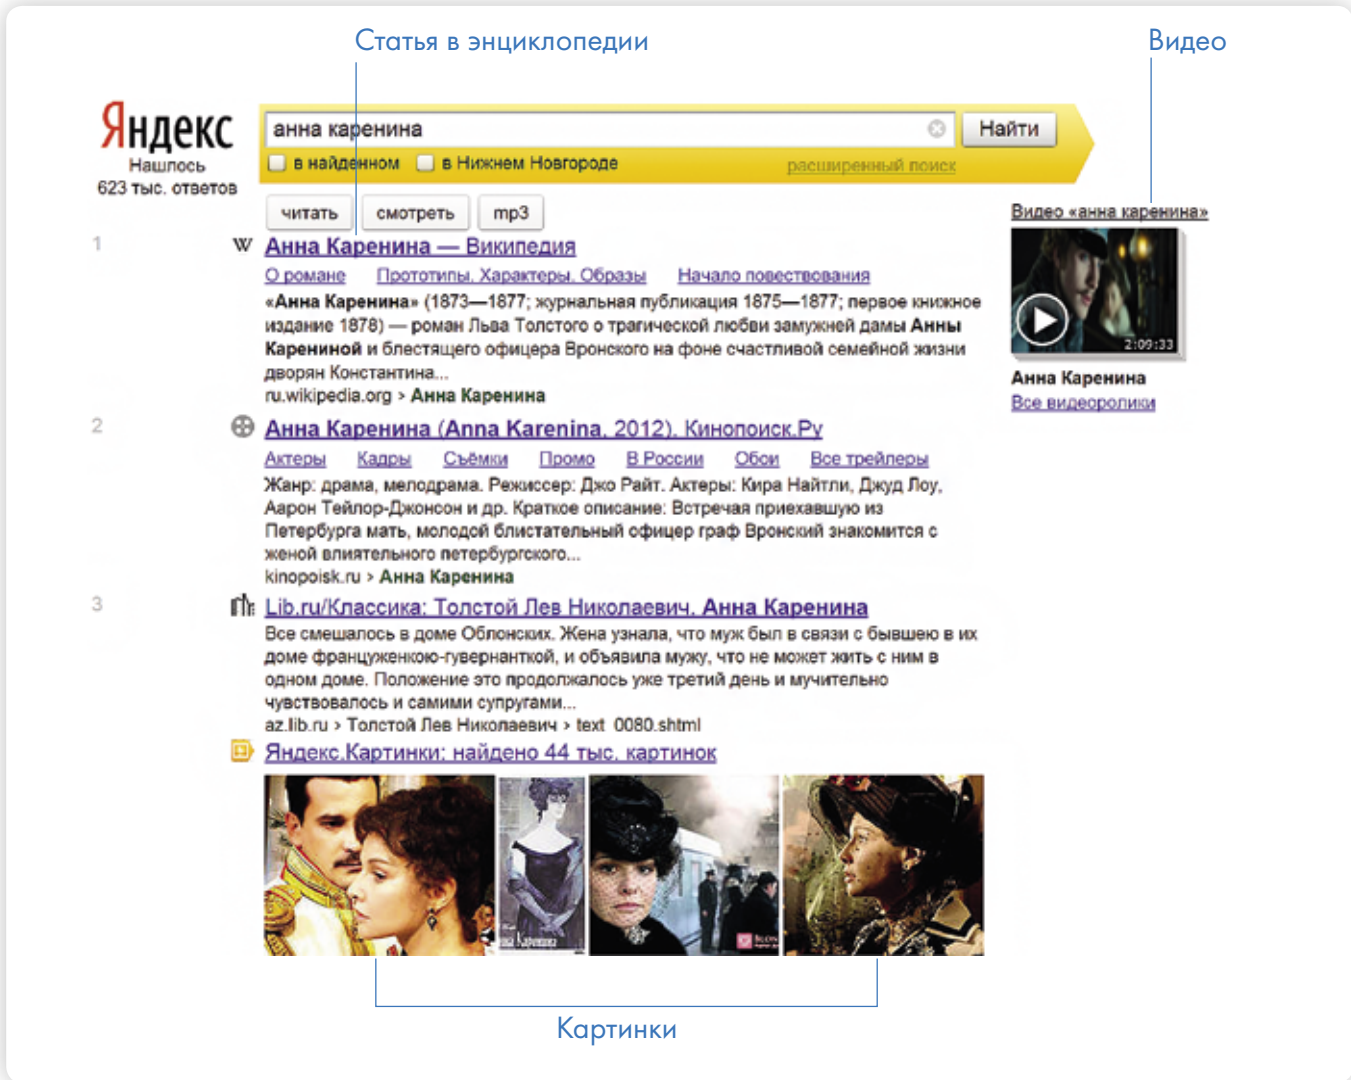 Статья в энциклопедии
Видео
Яндекс
Нашлось
623 тыс. ответов
анна каренина
Найти
в найденном
в Нижнем Новгороде
расширенный поиск
читать
смотреть
mp3
Видео «анна каренина»
2:09:33
Анна Каренина
Все видеоролики
1
W Анна Каренина — Википедия
О романе Прототипы. Характеры. Образы Начало повествования
«Анна Каренина» (1873—1877; журнальная публикация 1875—1877; первое книжное
издание 1878) — роман Льва Толстого о трагической любви замужней дамы Анны
Карениной и блестящего офицера Вронского на фоне счастливой семейной жизни
дворян Константина...
ru.wikipedia.org > Анна Каренина
2
Анна Каренина (Anna Karenina, 2012). Кинопоиск.Ру
Актеры Кадры Съёмки Промо В России Обои Все трейлеры
Жанр: драма, мелодрама. Режиссер: Джо Райт. Актеры: Кира Найтли, Джуд Лоу,
Аарон Тейлор-Джонсон и др. Краткое описание: Встречая приехавшую из
Петербурга мать, молодой блистательный офицер граф Вронский знакомится с
женой влиятельного петербургского...
kinopoisk.ru > Анна Каренина
3
Lib.ru/Классика: Толстой Лев Николаевич. Анна Каренина
Все смешалось в доме Облонских. Жена узнала, что муж был в связи с бывшею в их
доме француженкою-гувернанткой, и объявила мужу, что не может жить с ним в
одном доме. Положение это продолжалось уже третий день и мучительно
чувствовалось и самими супругами...
az.lib.ru > Толстой Лев Николаевич > text_0080.shtml
Яндекс.Картинки: найдено 44 тыс. картинок
Каренина
Картинки